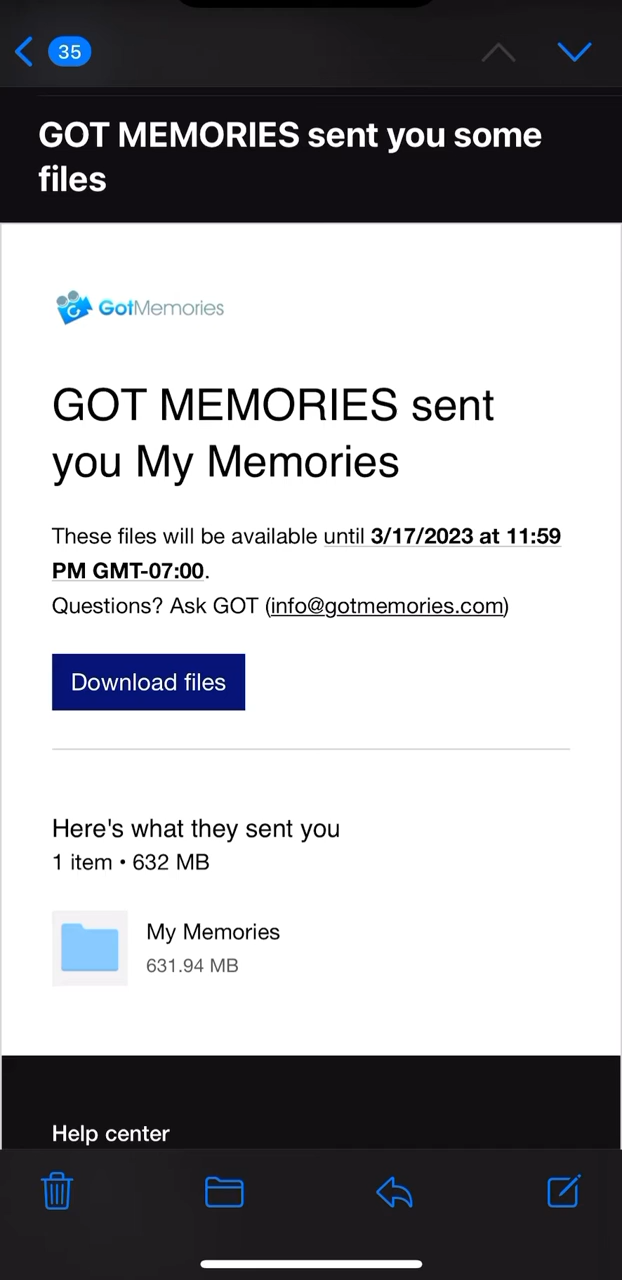 35
GOT MEMORIES sent you some
files
GotMemories
GOT MEMORIES sent
you My Memories
These files will be available until 3/17/2023 at 11:59
PM GMT-07:00.
Questions? Ask GOT (info@gotmemories.com)
Download files
Here's what they sent you
1 item • 632 MB
My Memories
631.94 MB
Help center